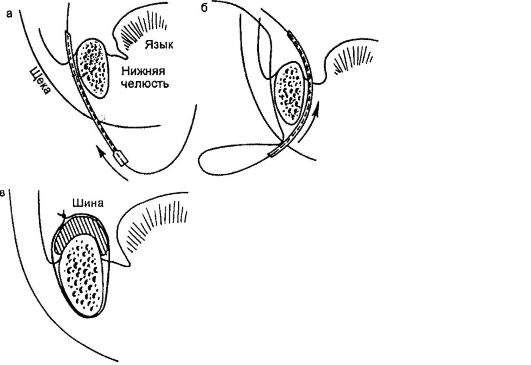 а
б
Язык
Нижняя
челюсть
Щека
в
Шина